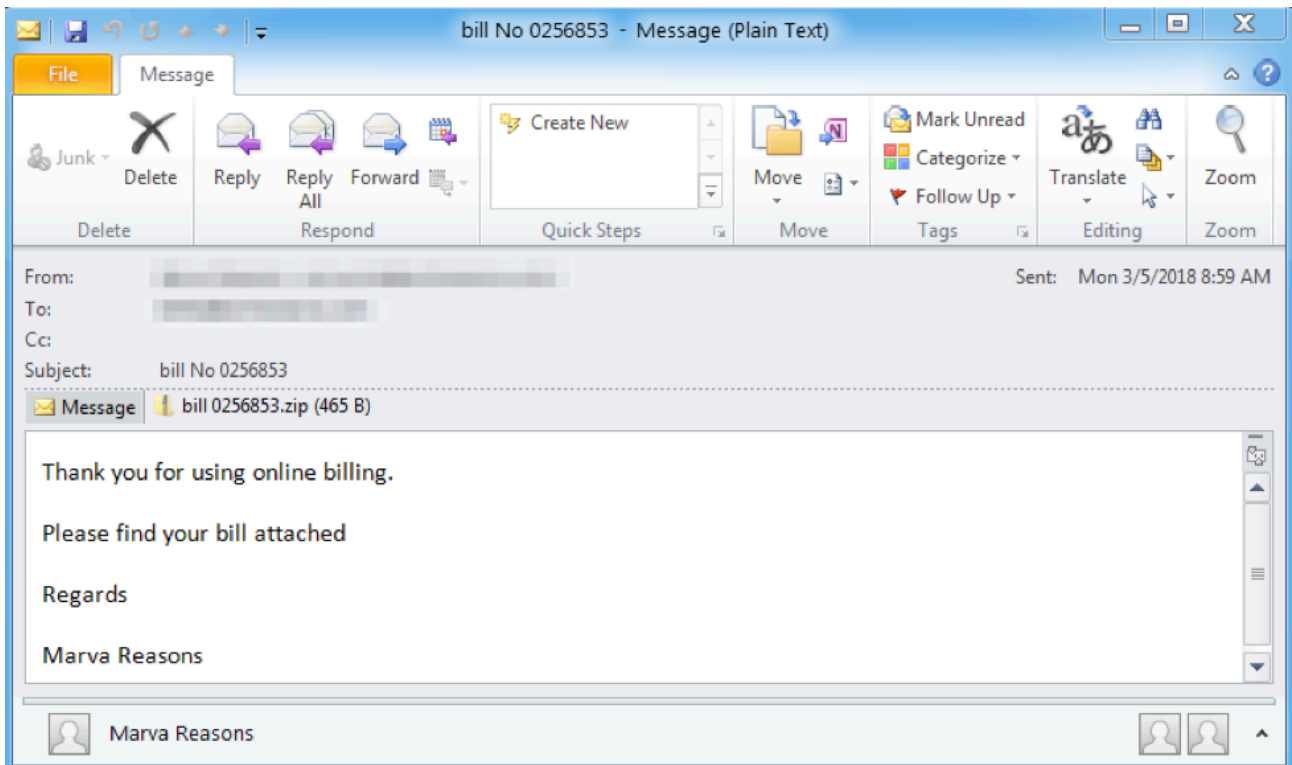 bill No 0256853 - Message (Plain Text)
File Message
Junk Delete Reply Reply All Forward Create New Move Mark Unread Categorize Follow Up Translate Zoom
Delete Respond Quick Steps Move Tags Editing Zoom
From: Sent: Mon 3/5/2018 8:59 AM
To:
Cc:
Subject: bill No 0256853
Message bill 0256853.zip (465 B)
Thank you for using online billing.
Please find your bill attached
Regards
Marva Reasons
Marva Reasons